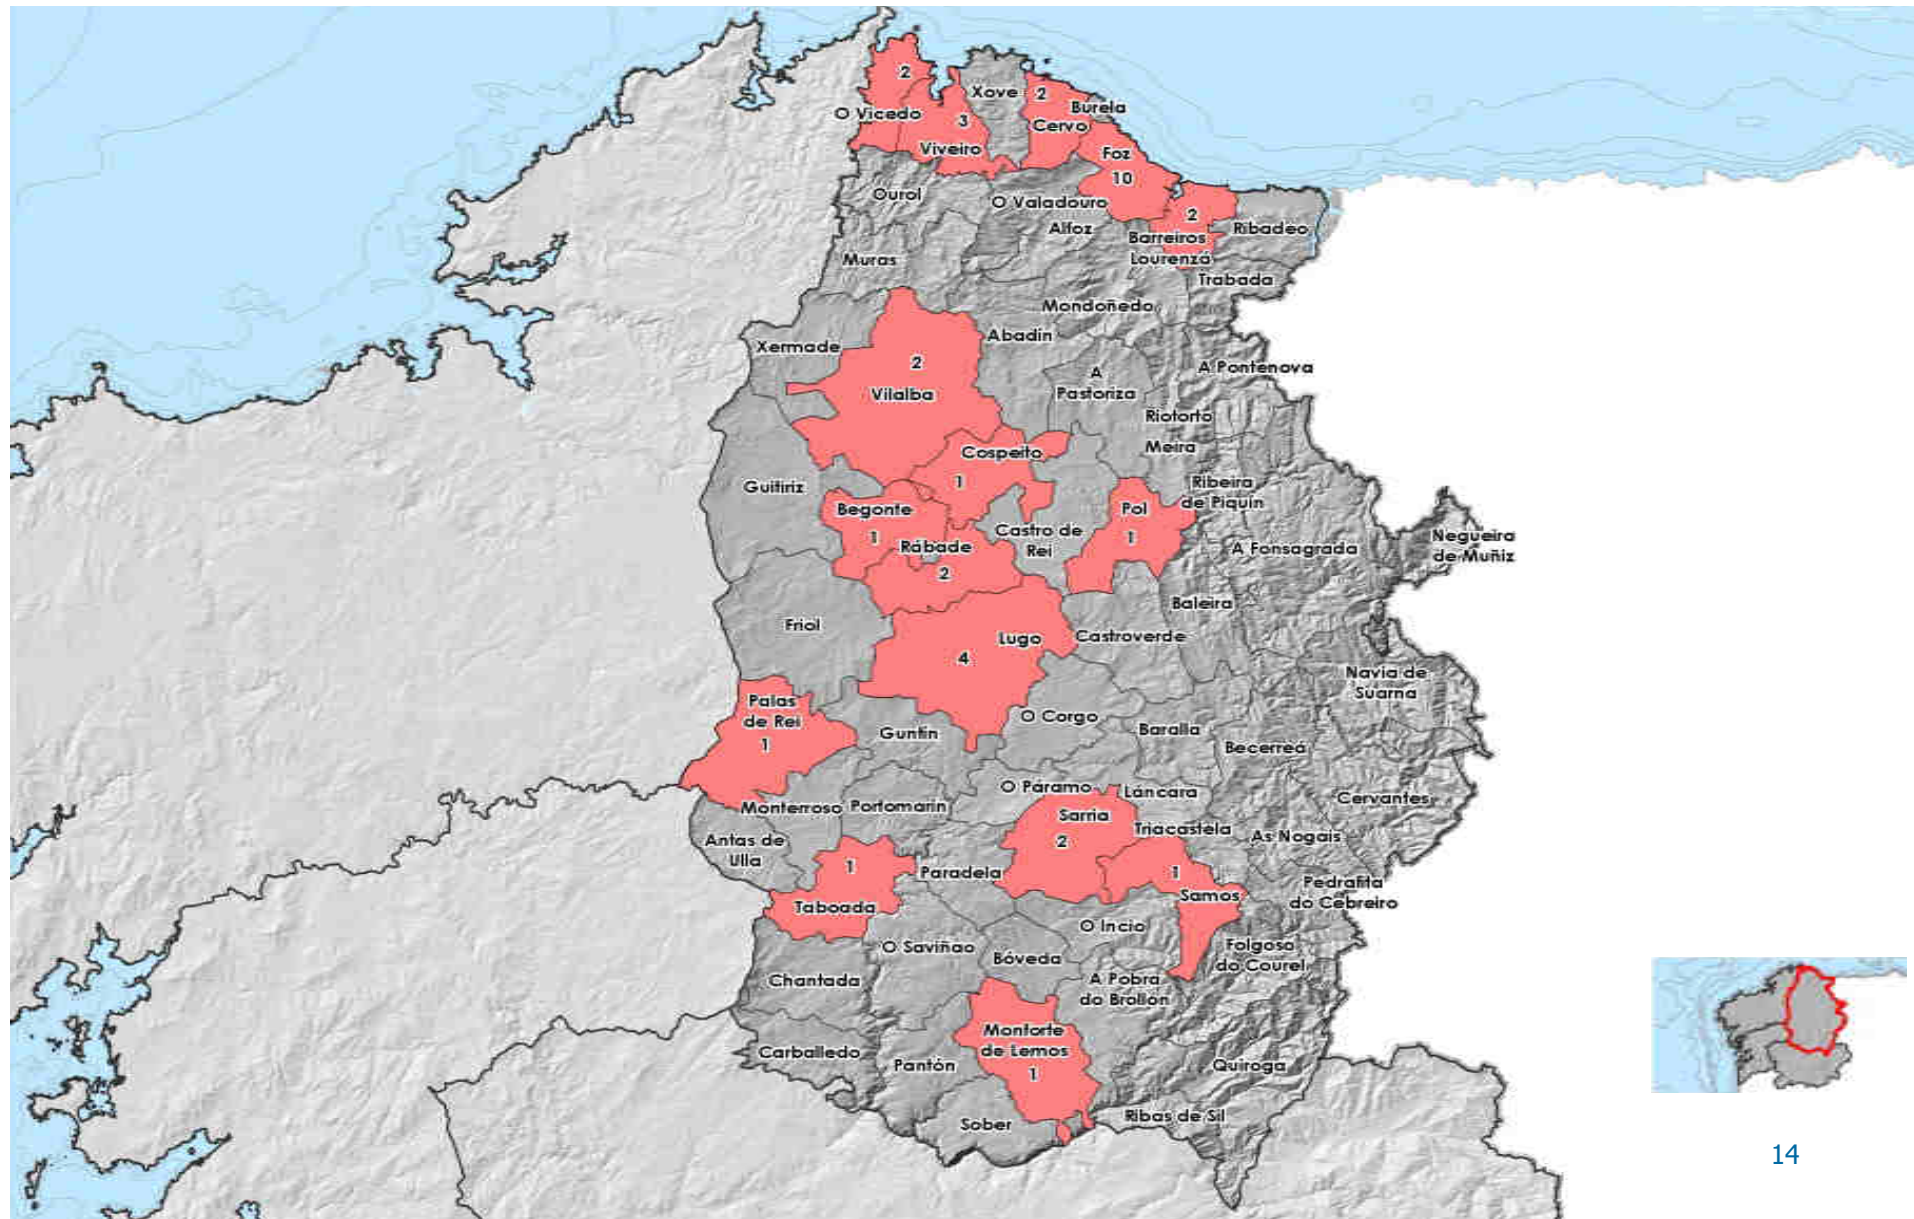 2
Xove
2
Burela
O Vicedo
3
Cervo
Viveiro
Foz
10
Ourol
O Valadouro
2
Alfoz
Barreiros
Ribadeo
Muras
Lourenzá
Trabada
Mondoñedo
Xermade
Abadín
2
A Pontenova
Vilalba
A
Pastoriza
Riotorto
Cospeito
Meira
Guitiriz
1
Ribeira
de Piquín
Begonte
Pol
1
Rábade
Castro de
Rei
1
A Fonsagrada
Negueira
de Muñiz
2
Baleira
Friol
Lugo
Castroverde
4
Navia de
Suarna
Palas
de Rei
1
O Corgo
Guntín
Baralla
Becerreá
O Páramo
Láncara
Monterroso
Portomarín
Cervantes
Sarria
2
Triacastela
As Nogais
Antas de
Ulla
1
Paradela
1
Samos
Pedrafita
do Cebreiro
Taboada
O Incio
O Saviñao
Bóveda
Folgoso
do Courel
Chantada
A Pobra
do Brollón
Monforte
de Lemos
1
Carballedo
Pantón
Quiroga
Sober
Ribas de Sil
14